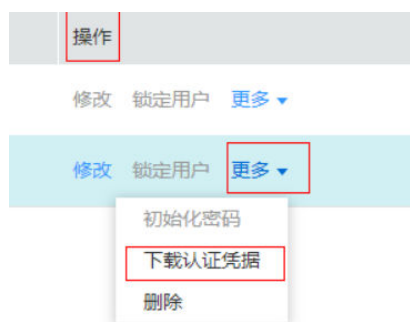 操作
修改 锁定用户 更多
修改 锁定用户 更多
初始化密码
下载认证凭据
删除